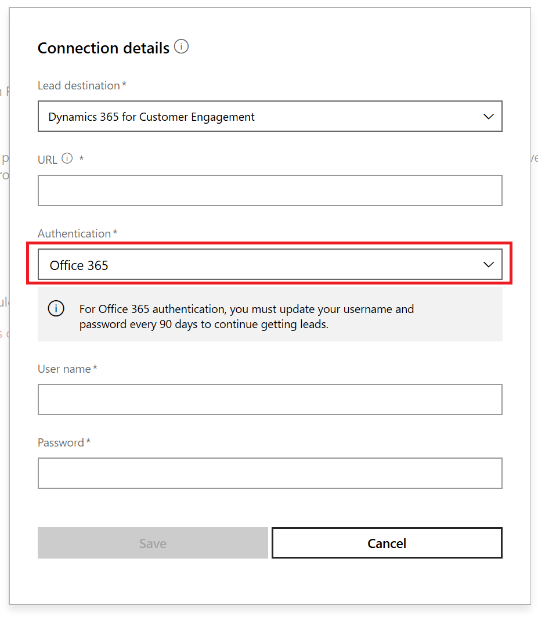 Connection details
Lead destination*
Dynamics 365 for Customer Engagement
URL *
Authentication*
Office 365
For Office 365 authentication, you must update your username and
password every 90 days to continue getting leads.
User name*
Password*
Save
Cancel